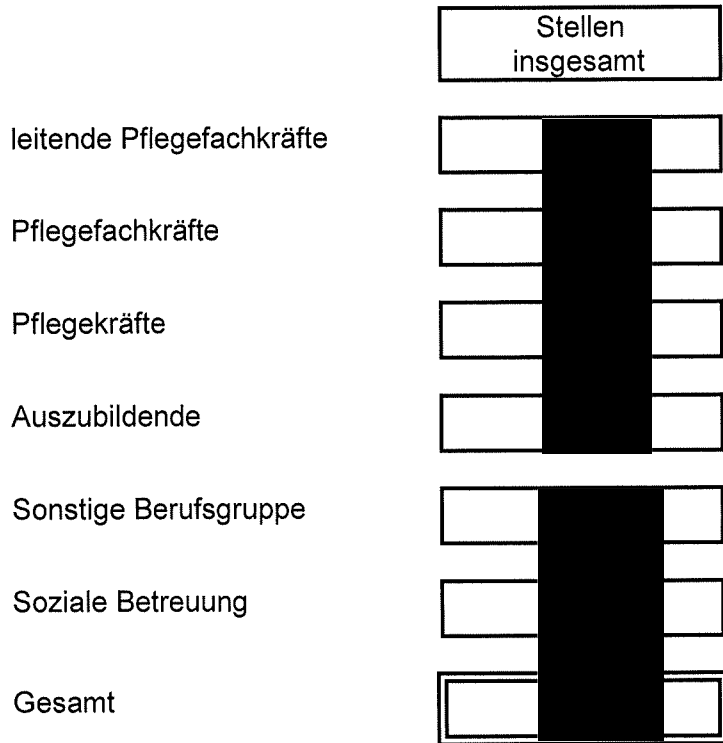 Stellen
insgesamt
leitende Pflegefachkräfte
Pflegefachkräfte
Pflegekräfte
Auszubildende
Sonstige Berufsgruppe
Soziale Betreuung
Gesamt